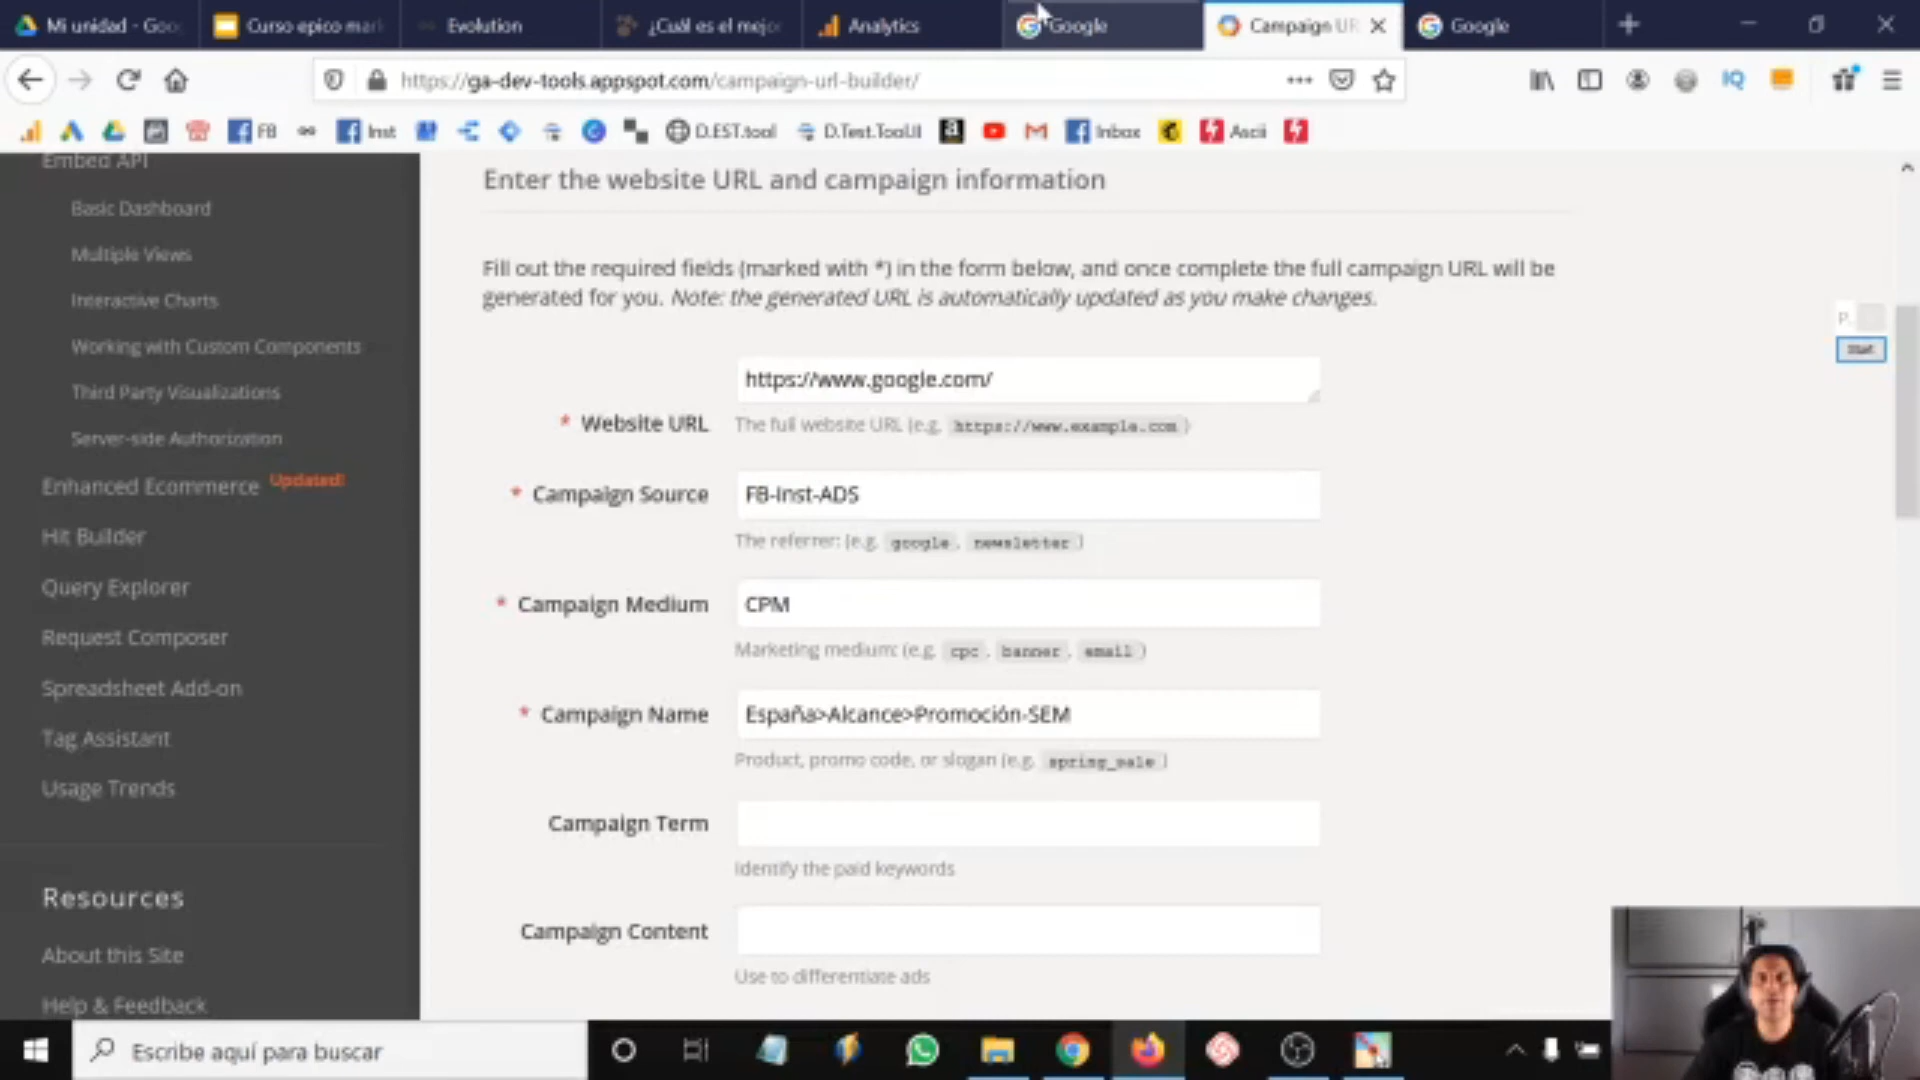 Mi unidad - Goo
Curso epico mar
Evolution
¿Cuál es el mejo
Analytics
Google
Campaign UR
Google
https://ga-dev-tools.appspot.com/campaign-url-builder/
IQ
FB
Inst
D.EST.tool
D.Test.ToolUI
Inbox
Ascii
Embed API
Basic Dashboard
Multiple Views
Interactive Charts
Working with Custom Components
Third Party Visualizations
Server-side Authorization
Enhanced Ecommerce Updated!
Hit Builder
Query Explorer
Request Composer
Spreadsheet Add-on
Tag Assistant
Usage Trends
Resources
About this Site
Help & Feedback
Enter the website URL and campaign information
Fill out the required fields (marked with *) in the form below, and once complete the full campaign URL will be
generated for you. Note: the generated URL is automatically updated as you make changes.
https://www.google.com/
* Website URL
The full website URL (e.g. https://www.example.com )
* Campaign Source
FB-Inst-ADS
The referrer: (e.g. google, newsletter )
* Campaign Medium
CPM
Marketing medium: (e.g. cpc, banner, email )
* Campaign Name
España>Alcance>Promoción-SEM
Product, promo code, or slogan (e.g. spring_sale )
Campaign Term
Identify the paid keywords
Campaign Content
Use to differentiate ads
P.
Escribe aquí para buscar